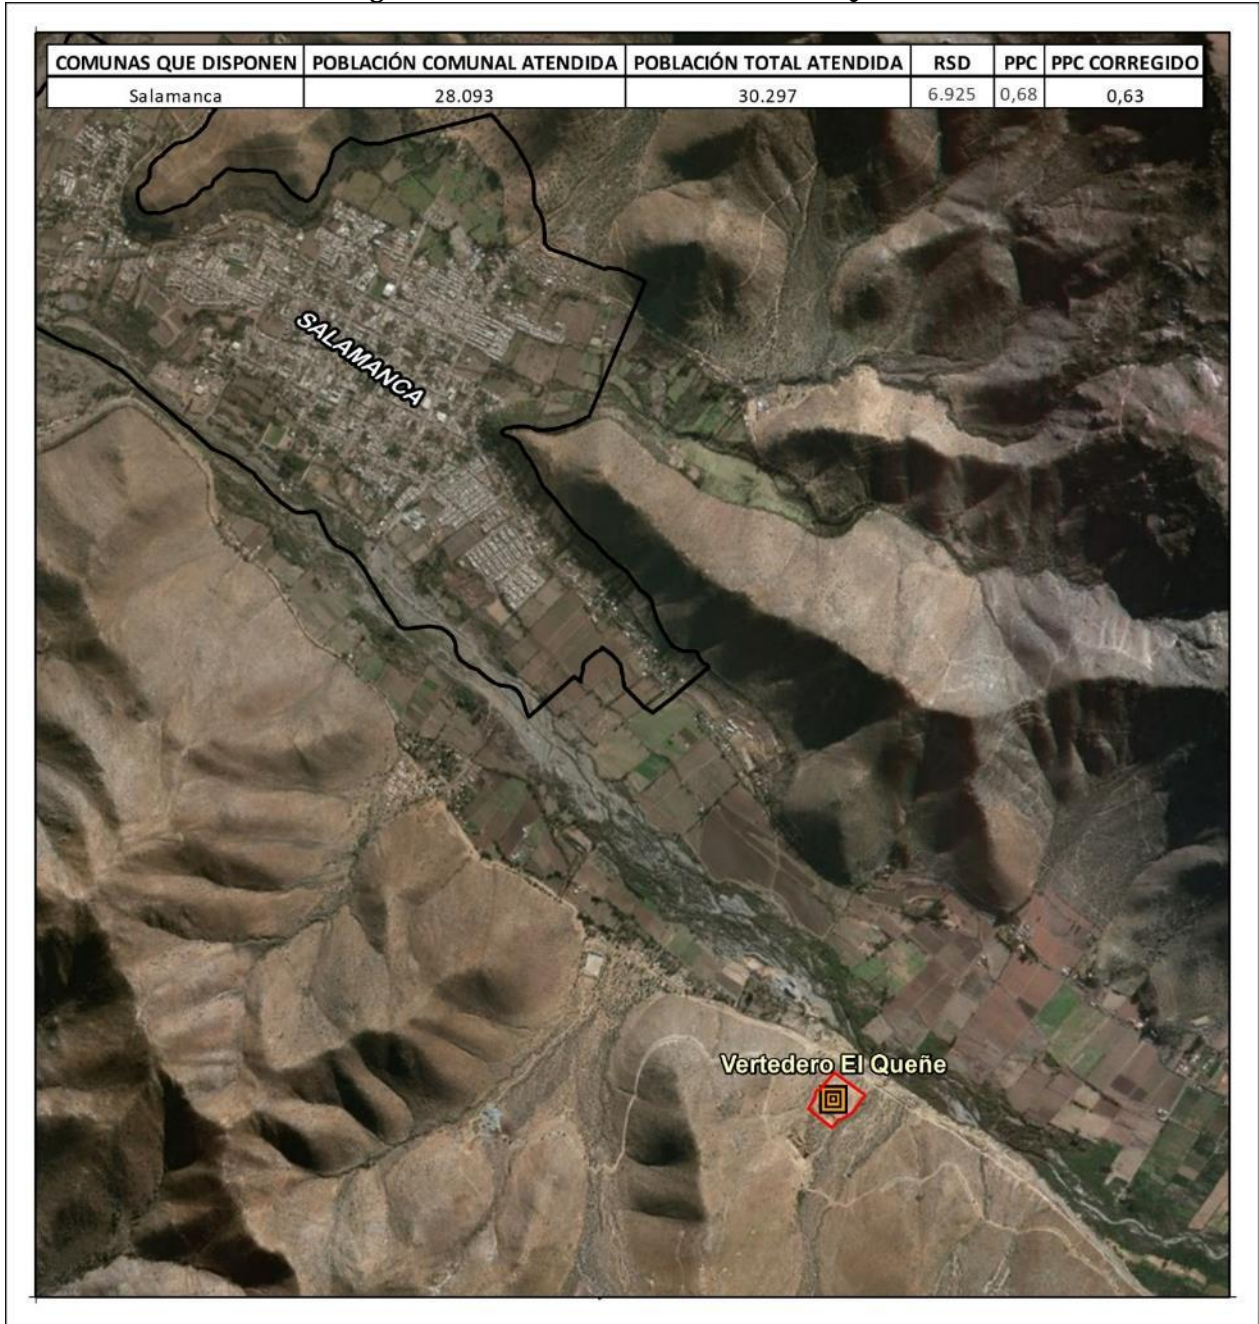 COMUNAS QUE DISPONEN POBLACIÓN COMUNAL ATENDIDA POBLACIÓN TOTAL ATENDIDA RSD PPC PPC CORREGIDO
Salamanca 28.093 30.297 6.925 0,68 0,63
SALAMANCA
Vertedero El Queñe